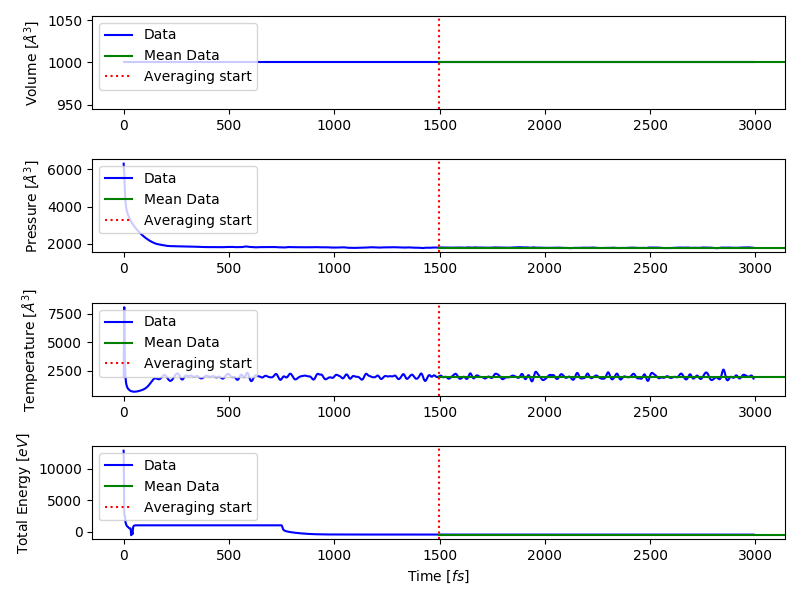 Volume [Å³]
1050
1000
950
Data
Mean Data
Averaging start
0 500 1000 1500 2000 2500 3000
Pressure [Å³]
6000
4000
2000
Data
Mean Data
Averaging start
0 500 1000 1500 2000 2500 3000
Temperature [Å³]
7500
5000
2500
Data
Mean Data
Averaging start
0 500 1000 1500 2000 2500 3000
Total Energy [eV]
10000
5000
0
Data
Mean Data
Averaging start
0 500 1000 1500 2000 2500 3000
Time [fs]